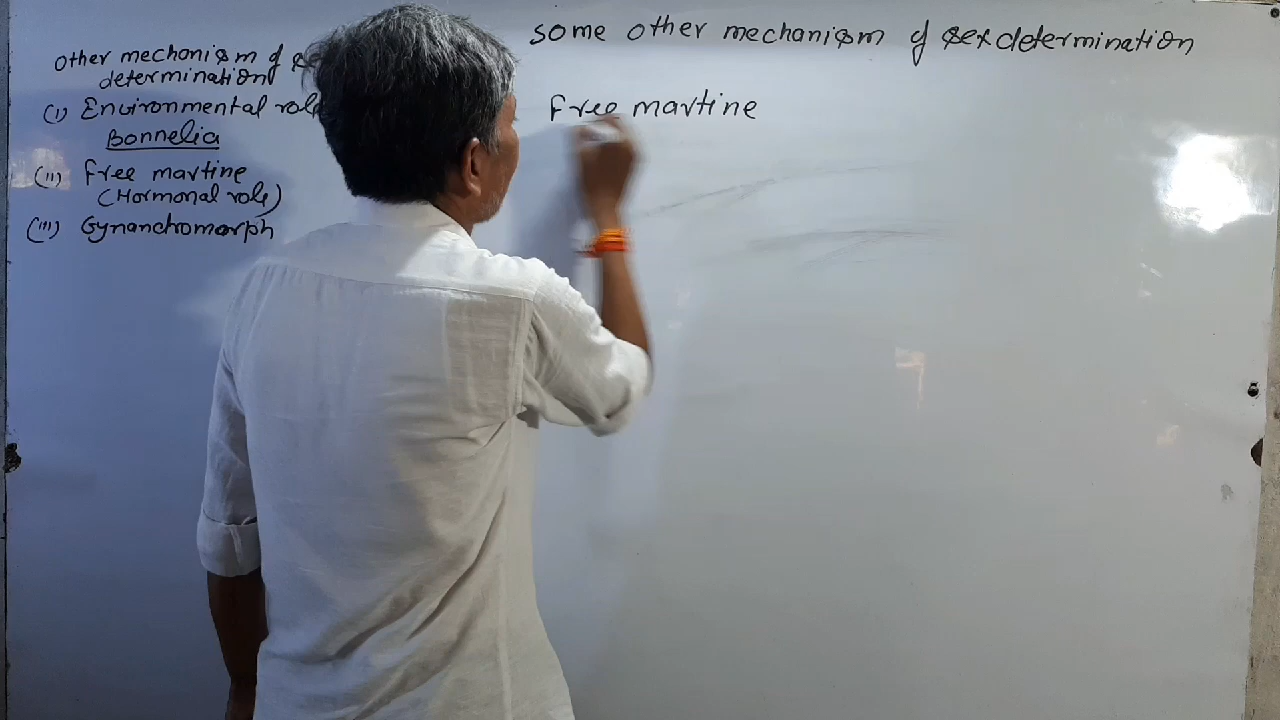 some other mechanism of sex determination
other mechanism of
determination
(i) Environmental role
Bonnelia
(ii) free martine
(Hormonal role)
(iii) Gynandromorph
free martine